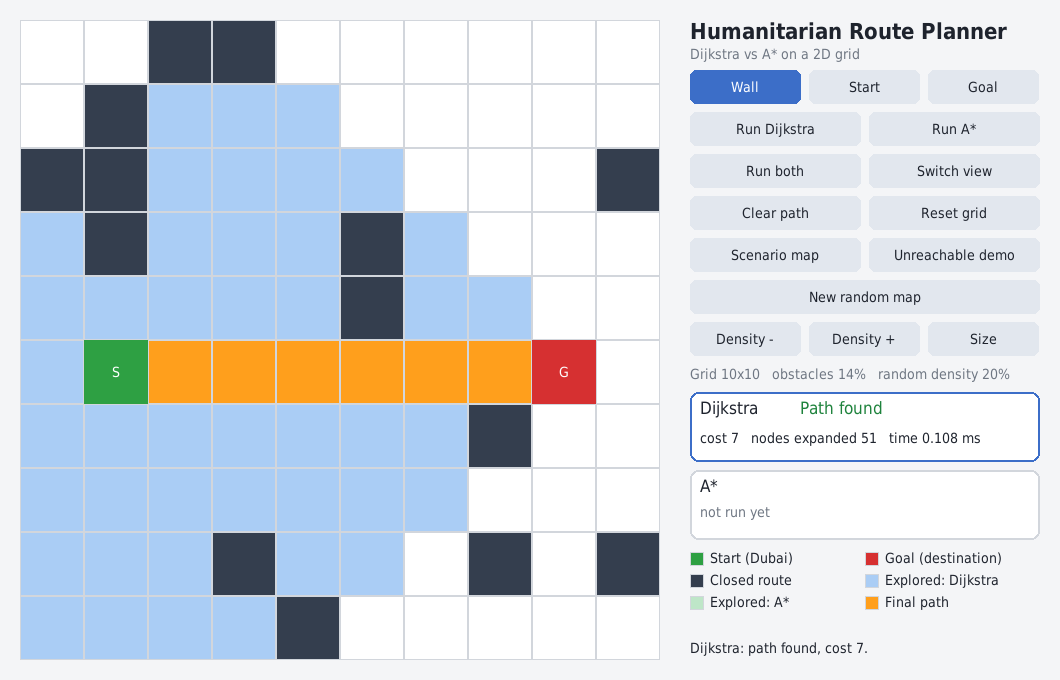 Humanitarian Route Planner
Dijkstra vs A* on a 2D grid
Wall Start Goal
Run Dijkstra Run A*
Run both Switch view
Clear path Reset grid
Scenario map Unreachable demo
New random map
Density - Density + Size
Grid 10x10 obstacles 14% random density 20%
Dijkstra Path found
cost 7 nodes expanded 51 time 0.108 ms
A*
not run yet
Start (Dubai) Goal (destination)
Closed route Explored: Dijkstra
Explored: A* Final path
Dijkstra: path found, cost 7.
S G